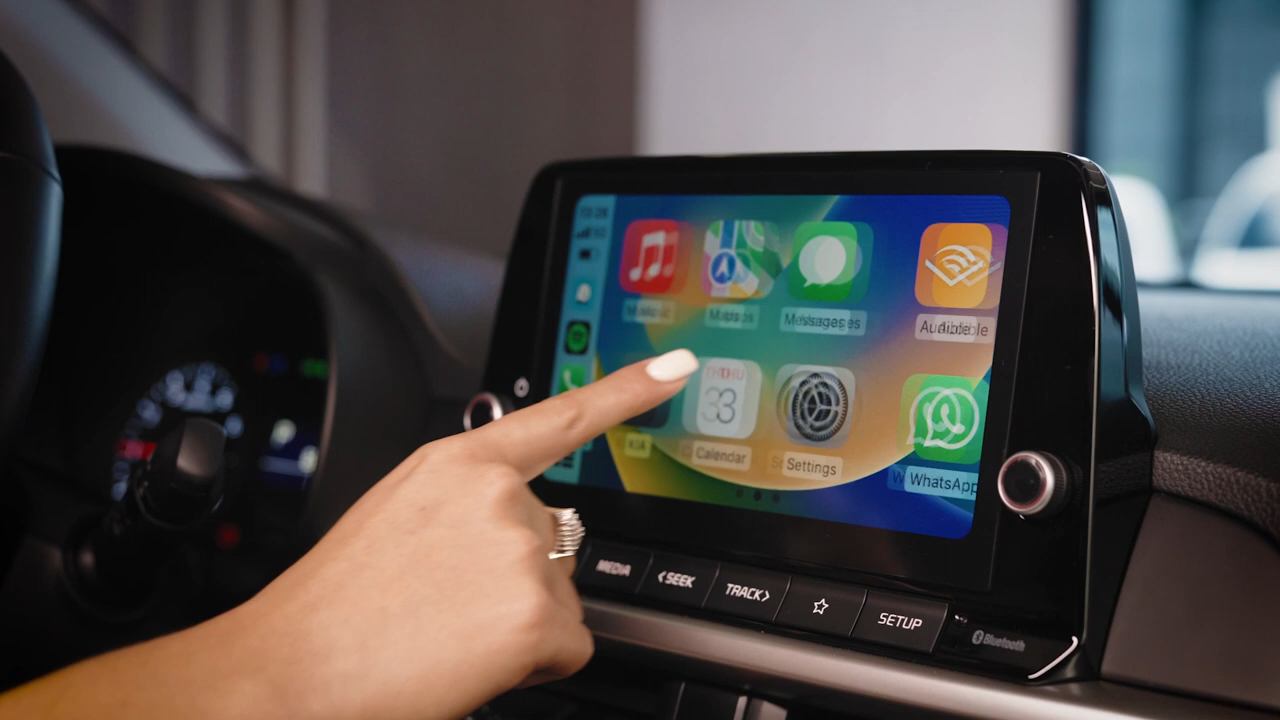 Music
Maps
Messages
Audible
THU
Calendar
Settings
WhatsApp
KIA
MEDIA
<SEEK
TRACK>
SETUP
Bluetooth